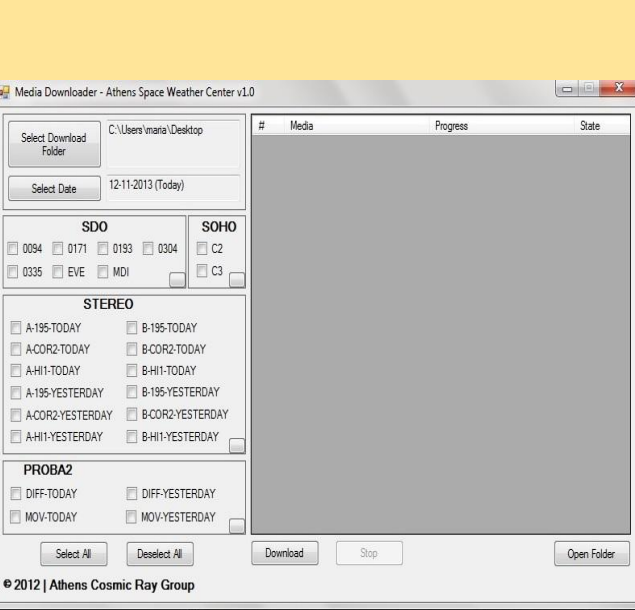 Media Downloader - Athens Space Weather Center v1.0
Select Download
Folder
C:\Users\maria\Desktop
Select Date
12-11-2013 (Today)
SDO
0094 0171 0193 0304
0335 EVE MDI
SOHO
C2
C3
STEREO
A-195-TODAY B-195-TODAY
A-COR2-TODAY B-COR2-TODAY
A-HI1-TODAY B-HI1-TODAY
A-195-YESTERDAY B-195-YESTERDAY
A-COR2-YESTERDAY B-COR2-YESTERDAY
A-HI1-YESTERDAY B-HI1-YESTERDAY
PROBA2
DIFF-TODAY DIFF-YESTERDAY
MOV-TODAY MOV-YESTERDAY
Select All Deselect All
# Media Progress State
Download Stop Open Folder
© 2012 | Athens Cosmic Ray Group